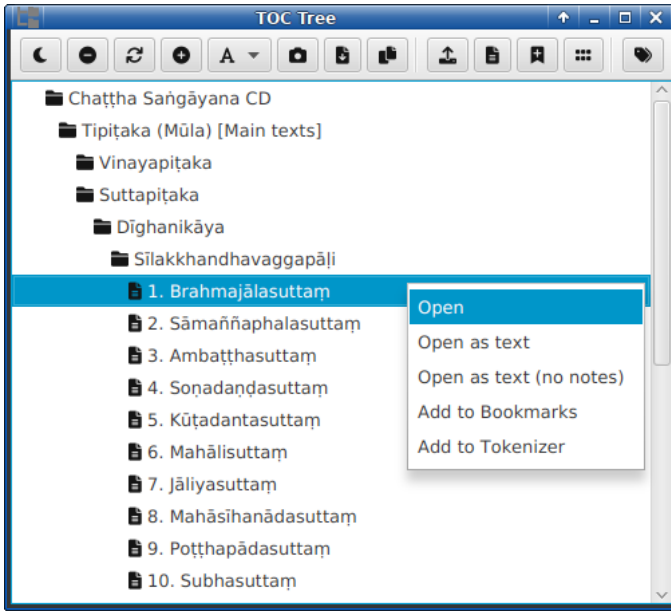 TOC Tree
A
Chaṭṭha Saṅgāyana CD
Tipiṭaka (Mūla) [Main texts]
Vinayapiṭaka
Suttapiṭaka
Dīghanikāya
Sīlakkhandhavaggapāḷi
1. Brahmajālasuttaṃ
2. Sāmaññaphalasuttaṃ
3. Ambaṭṭhasuttaṃ
4. Soṇadaṇḍasuttaṃ
5. Kūṭadantasuttaṃ
6. Mahālisuttaṃ
7. Jāliyasuttaṃ
8. Mahāsīhanādasuttaṃ
9. Poṭṭhapādasuttaṃ
10. Subhasuttaṃ
Open
Open as text
Open as text (no notes)
Add to Bookmarks
Add to Tokenizer